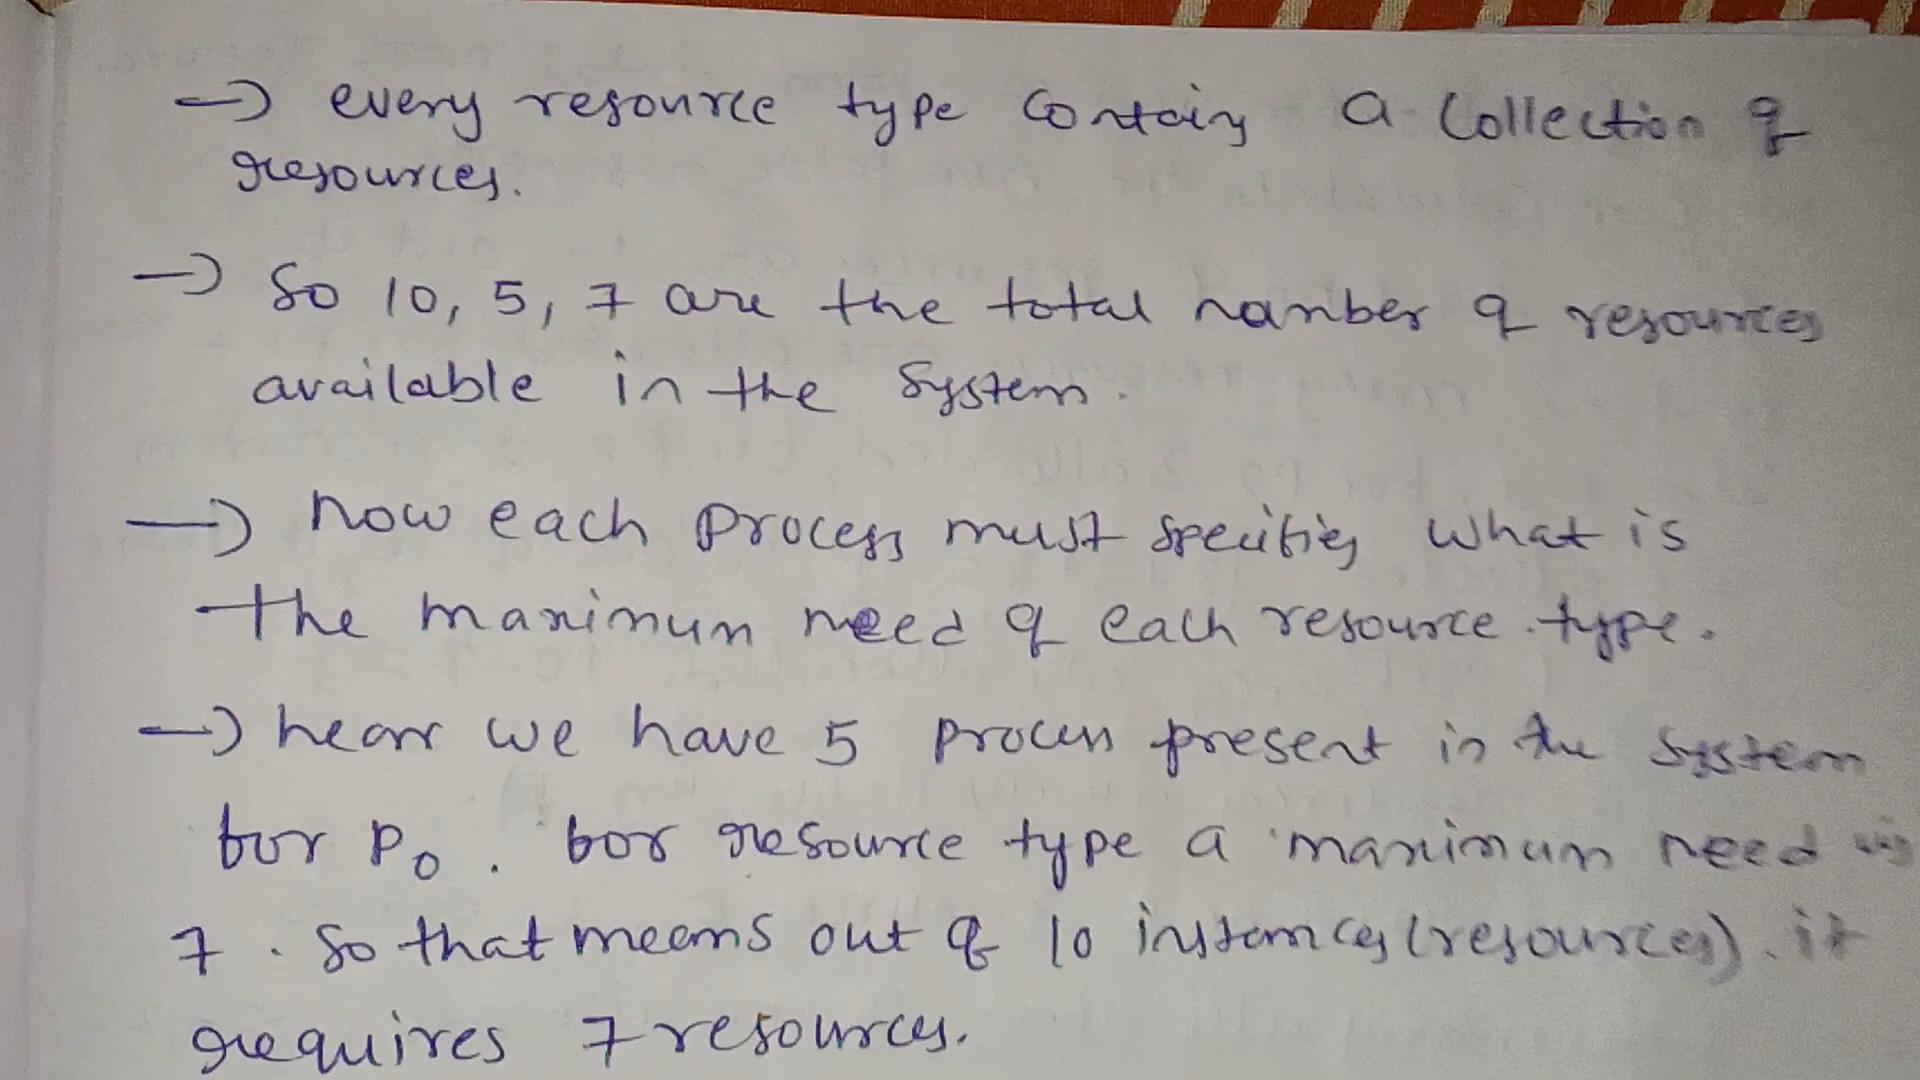 → every resource type contains a collection of
resources.
→ So 10, 5, 7 are the total number of resources
available in the system.
→ now each process must specifies what is
the maximum need of each resource type.
→ hear we have 5 process present in the system
for P0. for resource type a maximum need is
7. So that means out of 10 instances (resources). it
requires 7 resources.